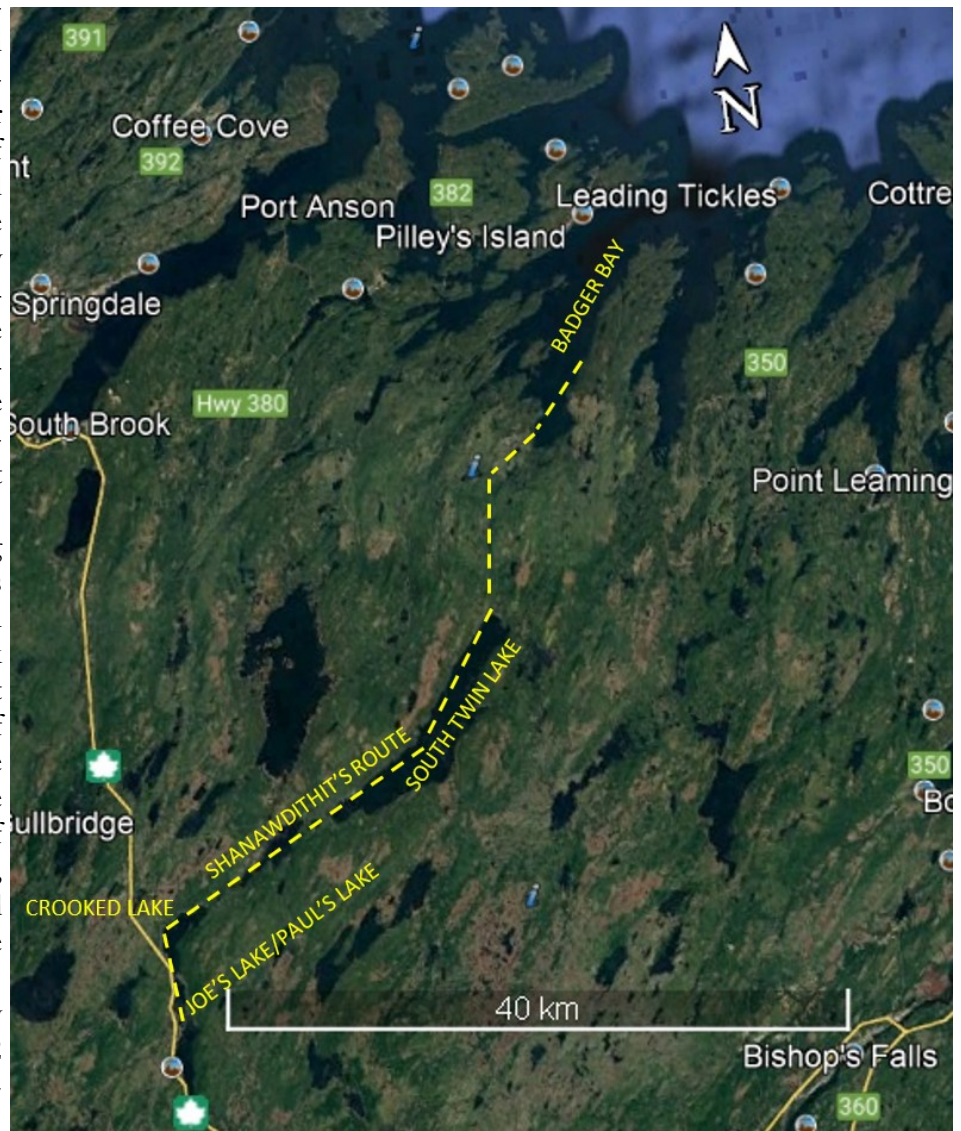 391
Coffee Cove
392
nt
Port Anson
382
Leading Tickles
Cottre
Pilley's Island
N
BADGER BAY
Springdale
350
Hwy 380
South Brook
Point Leaming
SOUTH TWIN LAKE
SHANAWDITHIT'S ROUTE
350
Bo
Gullbridge
CROOKED LAKE
JOE'S LAKE/PAUL'S LAKE
40 km
Bishop's Falls
360